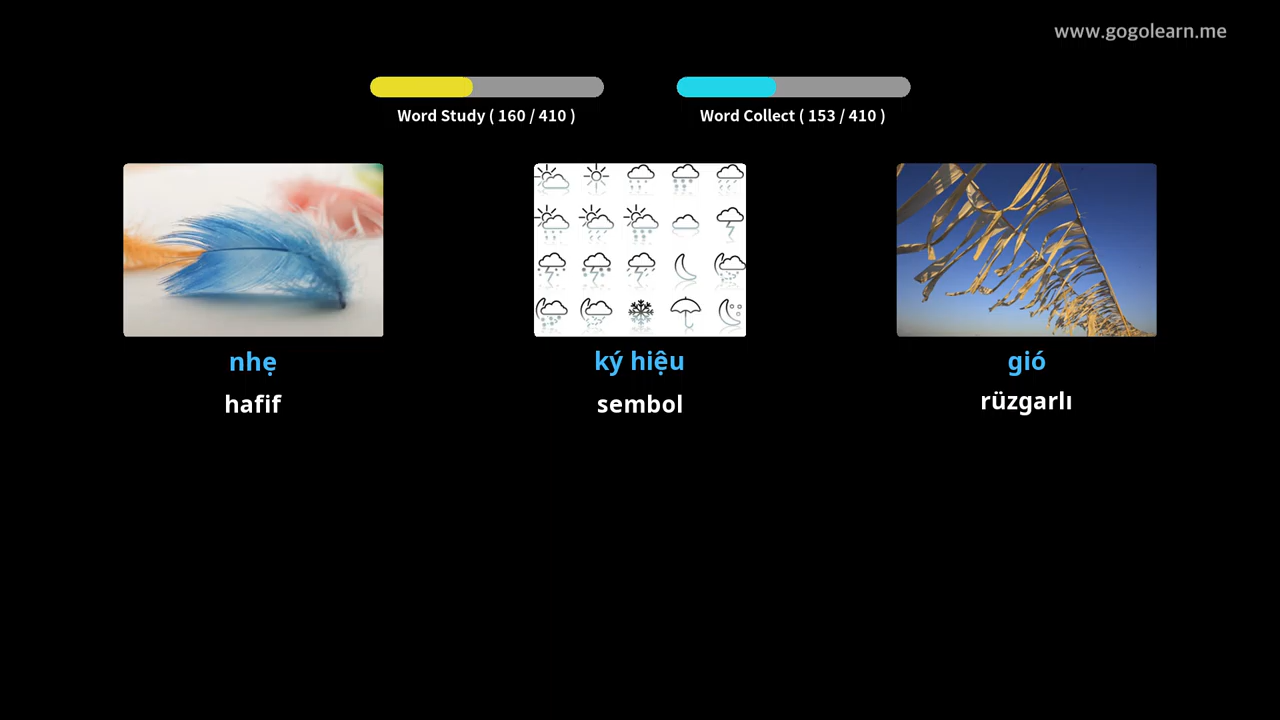 www.gogolearn.me
Word Study ( 160 / 410 )
Word Collect ( 153 / 410 )
nhẹ
hafif
ký hiệu
sembol
gió
rüzgarlı